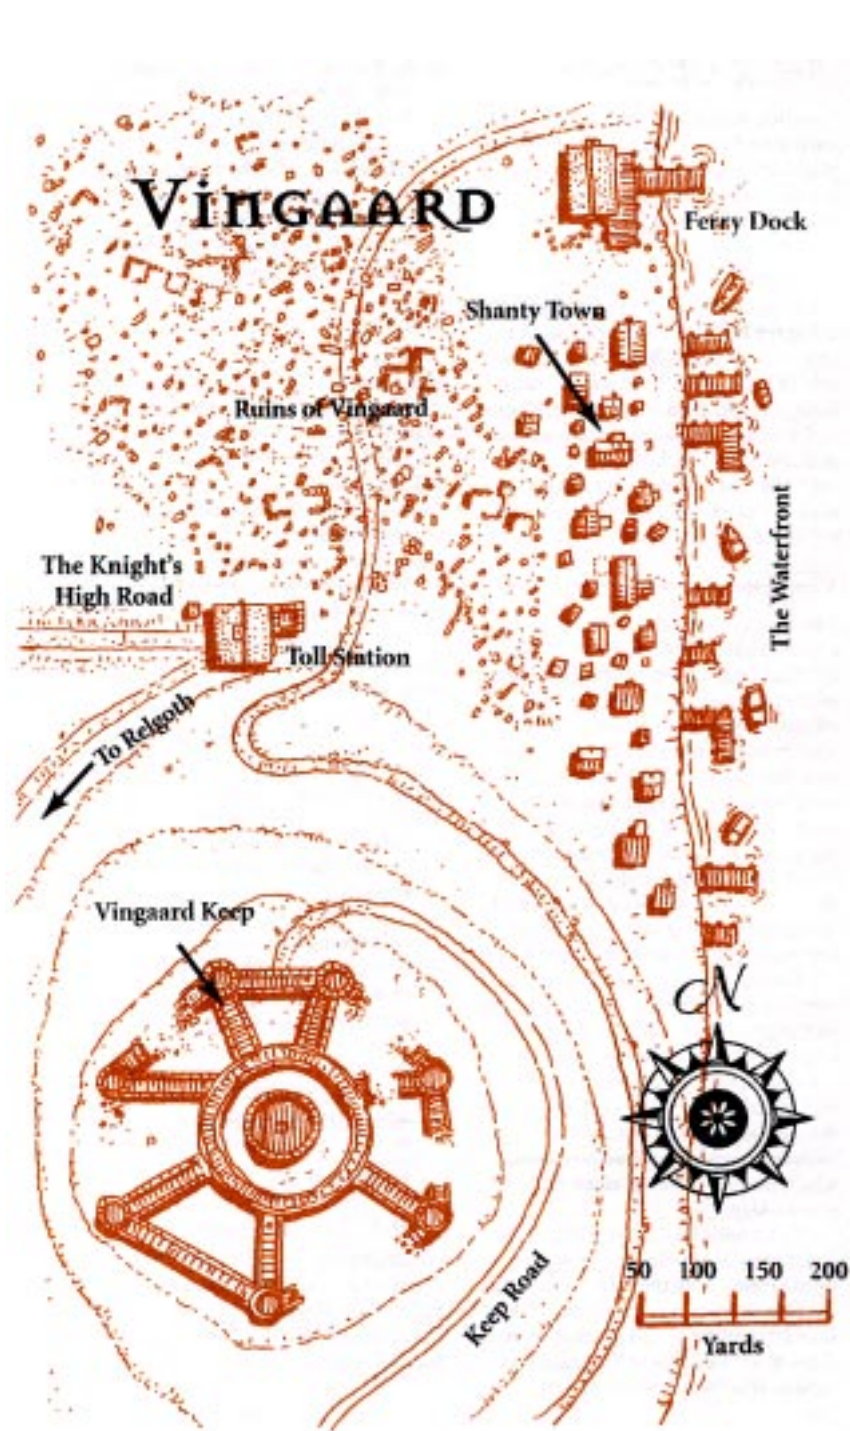 VINGAARD
Ferry Dock
Shanty Town
Ruins of Vingaard
The Waterfront
The Knight's
High Road
Toll Station
To Relgoth
Vingaard Keep
N
Keep Road
50 100 150 200
Yards